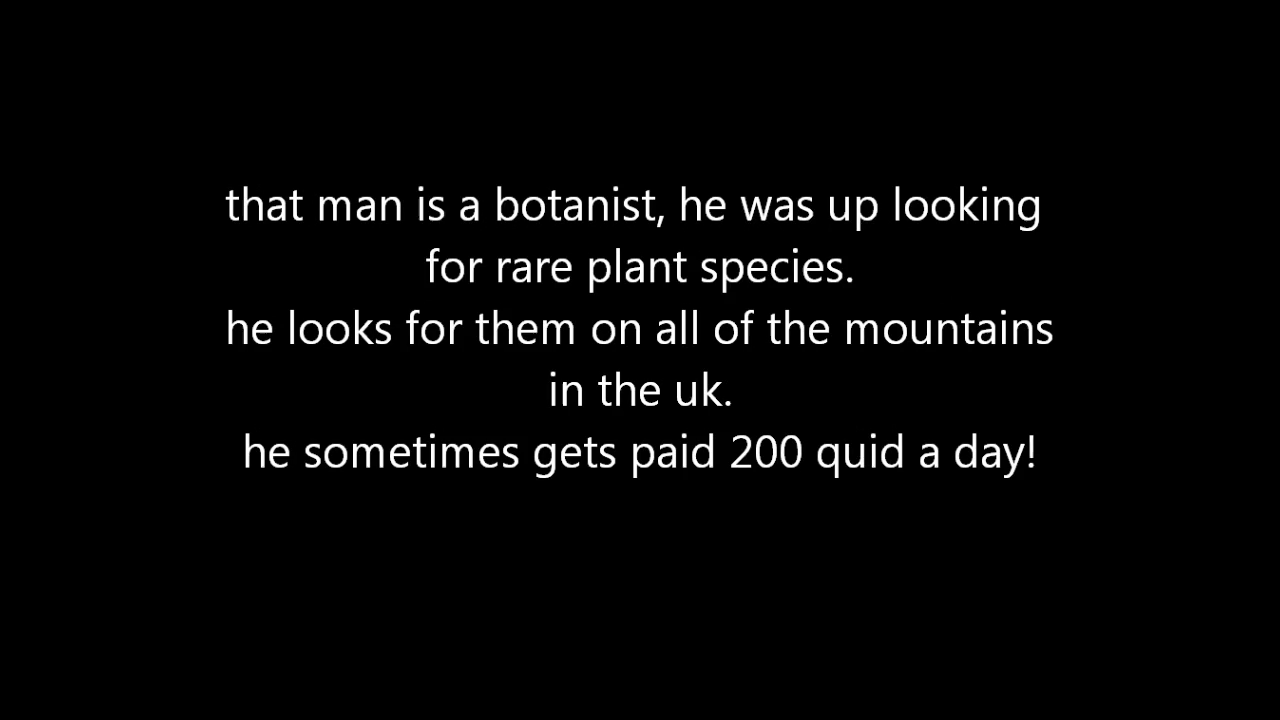 that man is a botanist, he was up looking
for rare plant species.
he looks for them on all of the mountains
in the uk.
he sometimes gets paid 200 quid a day!